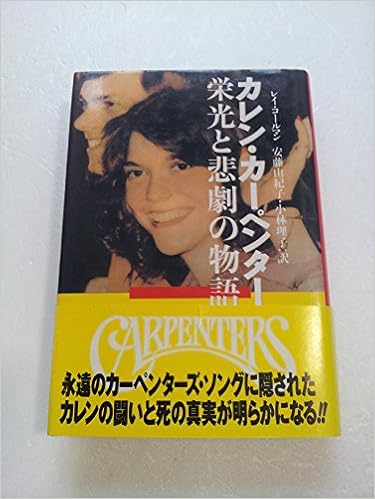 カレン・カーペンター
栄光と悲劇の物語
レイ・コールマン
安藤由紀子・小林理子=訳
CARPENTERS
永遠のカーペンターズ・ソングに隠された
カレンの闘いと死の真実が明らかになる!!